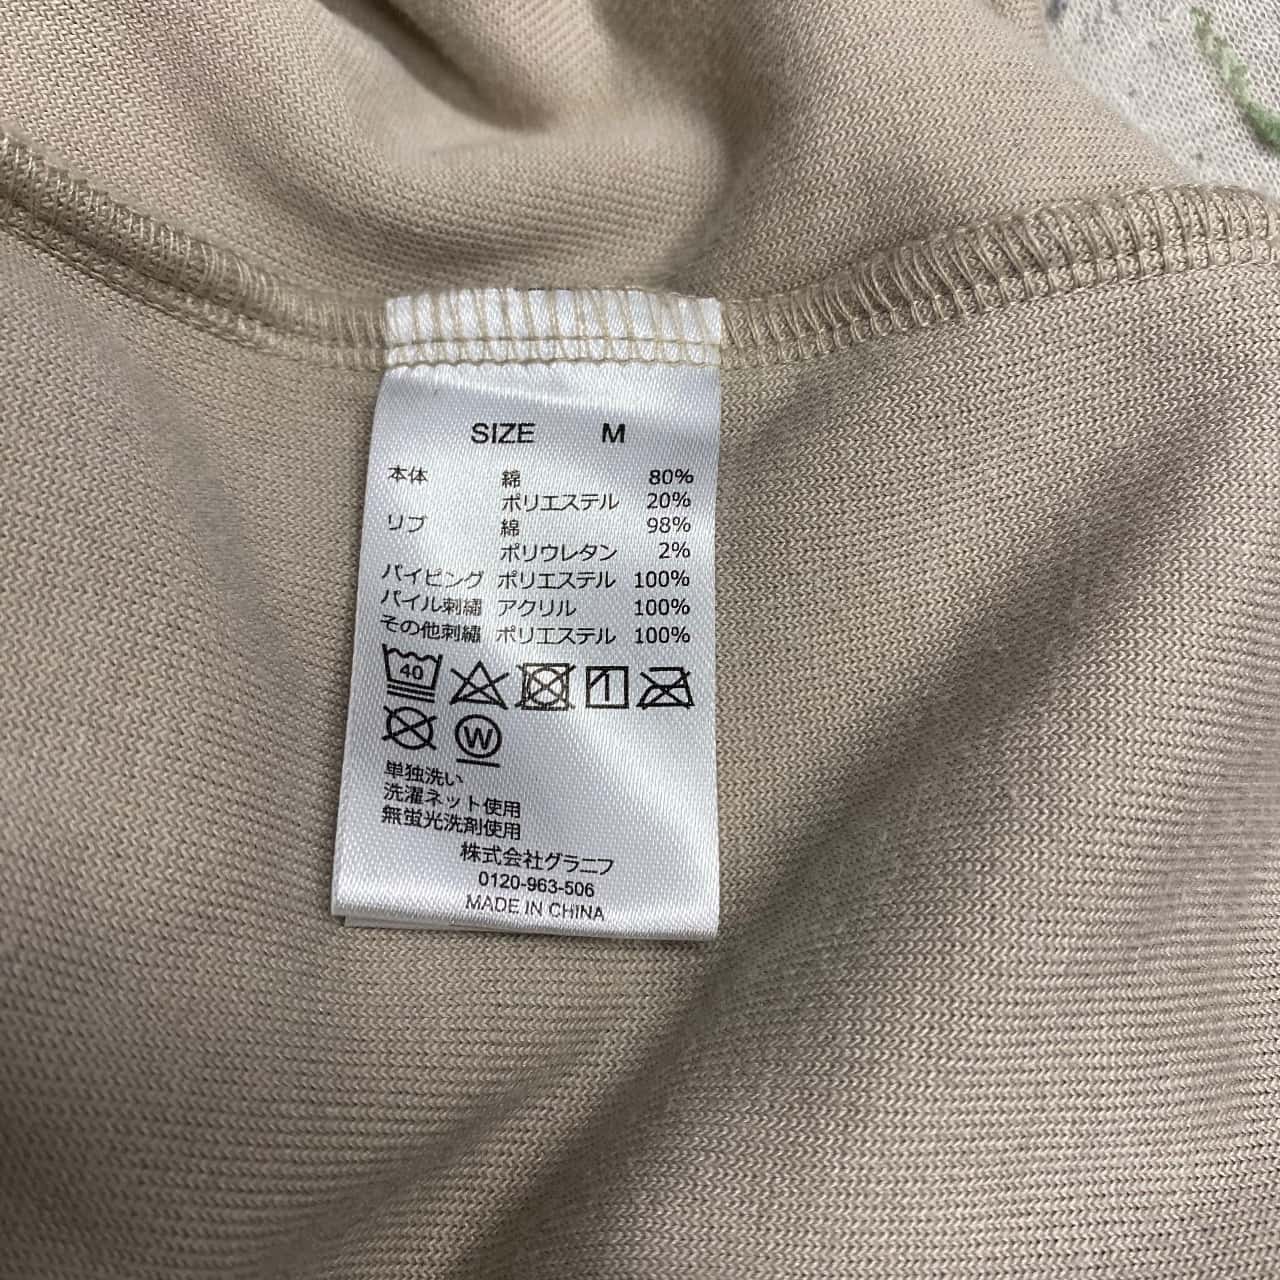 SIZE M
本体 綿 80%
ポリエステル 20%
リブ 綿 98%
ポリウレタン 2%
パイピング ポリエステル 100%
パイル刺繡 アクリル 100%
その他刺繡 ポリエステル 100%
40
W
単独洗い
洗濯ネット使用
無蛍光洗剤使用
株式会社グラニフ
0120-963-506
MADE IN CHINA